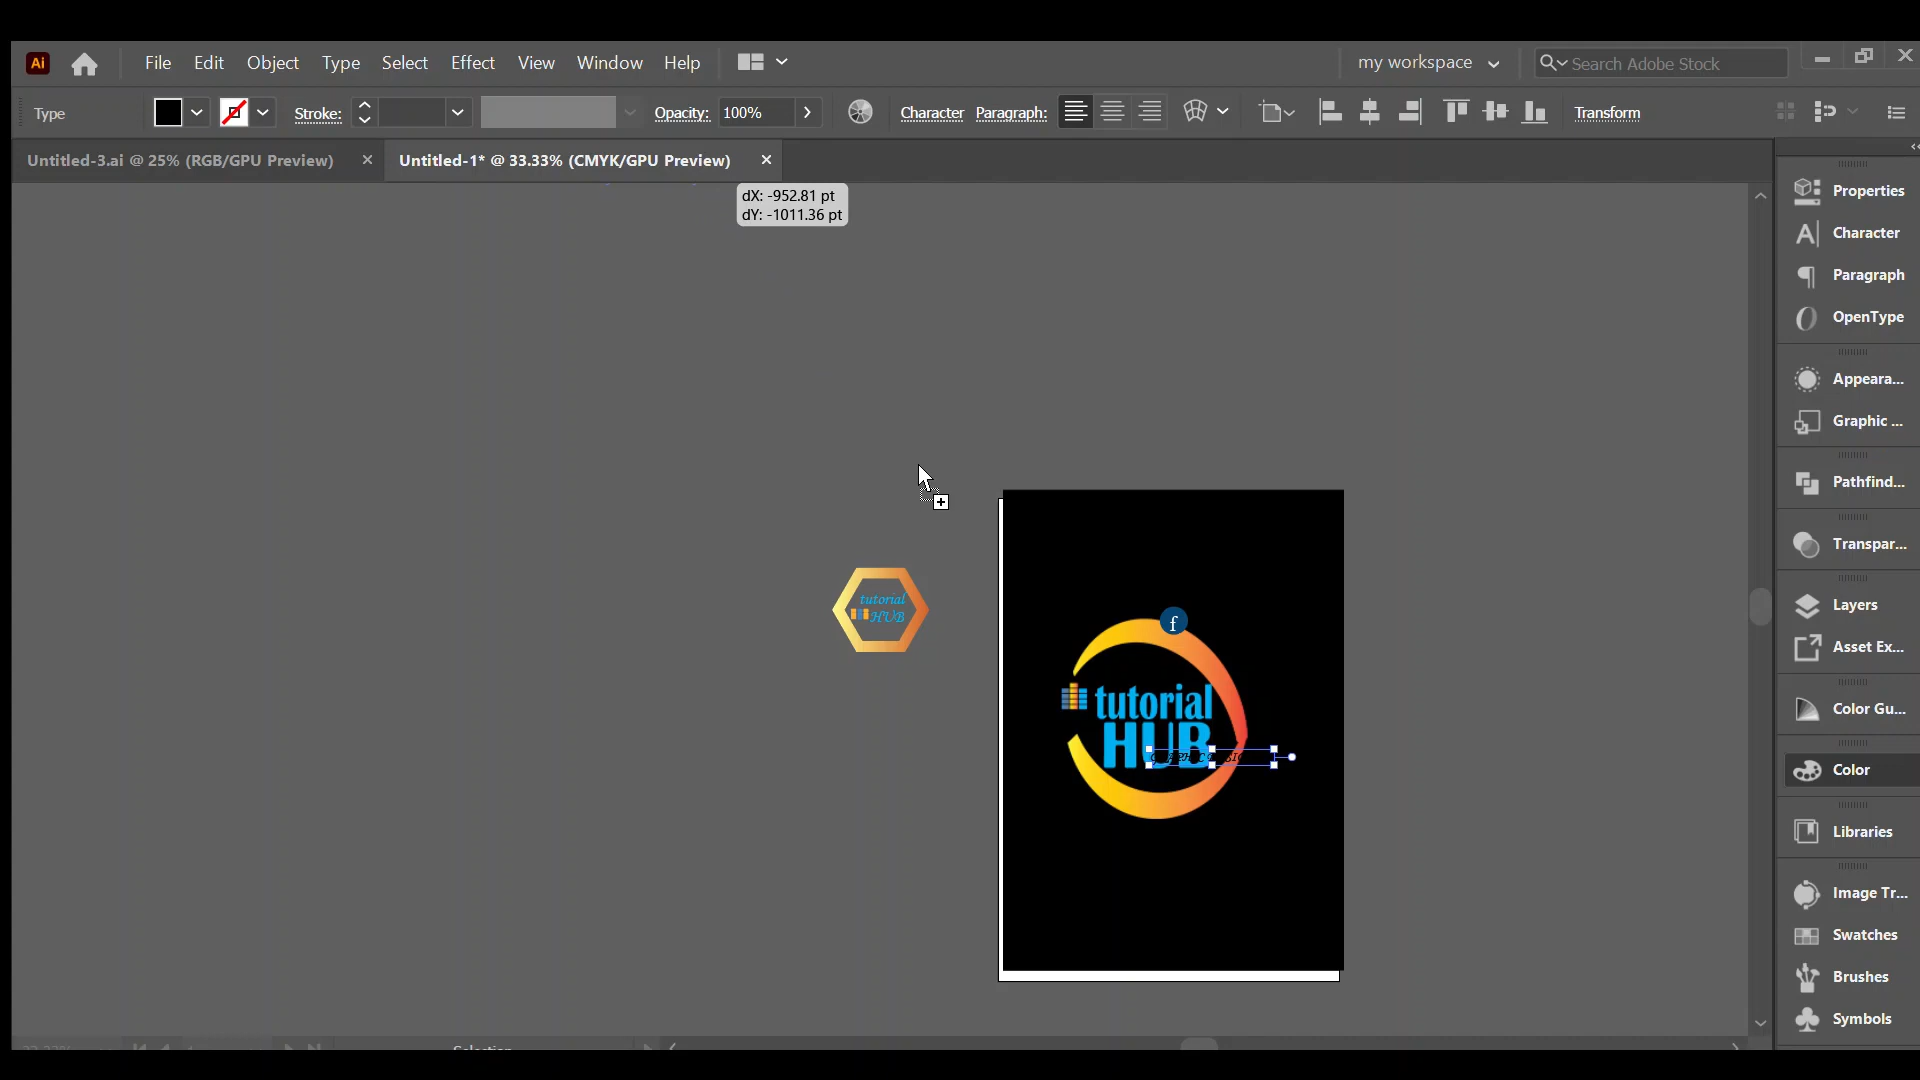 Ai File Edit Object Type Select Effect View Window Help my workspace Search Adobe Stock
Type Stroke: Opacity: 100% Character Paragraph: Transform
Untitled-3.ai @ 25% (RGB/GPU Preview) Untitled-1* @ 33.33% (CMYK/GPU Preview)
dX: -952.81 pt
dY: -1011.36 pt
Properties
Character
Paragraph
OpenType
Appeara...
Graphic ...
Pathfind...
Transpar...
Layers
Asset Ex...
Color Gu...
Color
Libraries
Image Tr...
Swatches
Brushes
Symbols
tutorial
HUB
f
tutorial
HUB
Selection